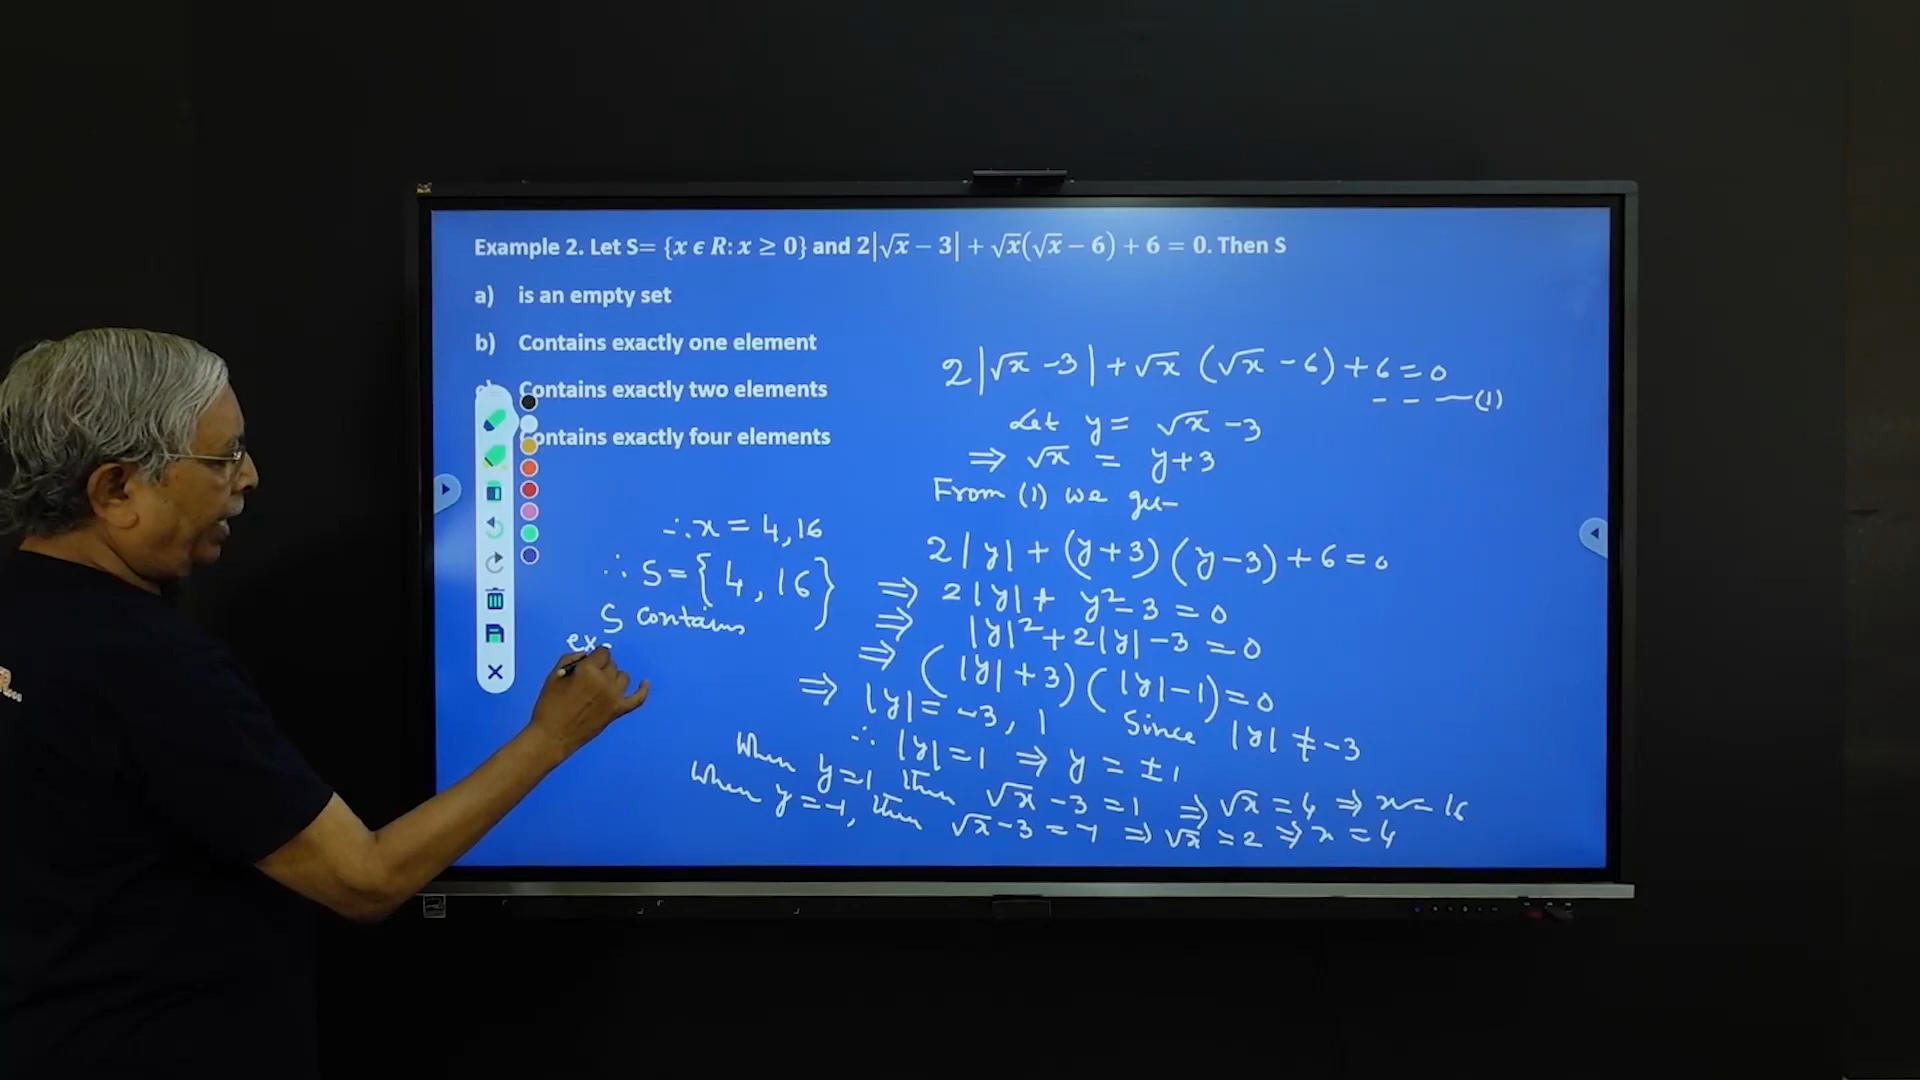 Example 2. Let S= {x ϵ R: x ≥ 0} and 2|√x − 3| + √x(√x − 6) + 6 = 0. Then S
a) is an empty set
b) Contains exactly one element
Contains exactly two elements
Contains exactly four elements
2|√x -3| + √x (√x -6) +6 = 0
- - —(1)
Let y = √x -3
⇒ √x = y+3
From (1) we get
2|y| + (y+3)(y-3) +6=0
⇒ 2|y| + y²-3 = 0
⇒ |y|² + 2|y| -3 = 0
⇒ (|y| +3)(|y|-1) = 0
⇒ |y| = -3, 1 Since |y| ≠ -3
∴ |y| = 1 ⇒ y = ±1
When y=1, then √x -3 = 1 ⇒ √x = 4 ⇒ x = 16
When y = -1, then √x -3 = -1 ⇒ √x = 2 ⇒ x = 4
∴ x = 4, 16
∴ S = {4, 16}
S contains
ex